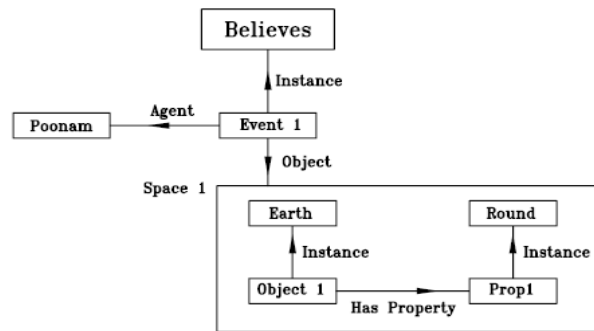 Believes
Instance
Agent
Poonam
Event 1
Object
Space 1
Earth
Round
Instance
Instance
Object 1
Prop1
Has Property